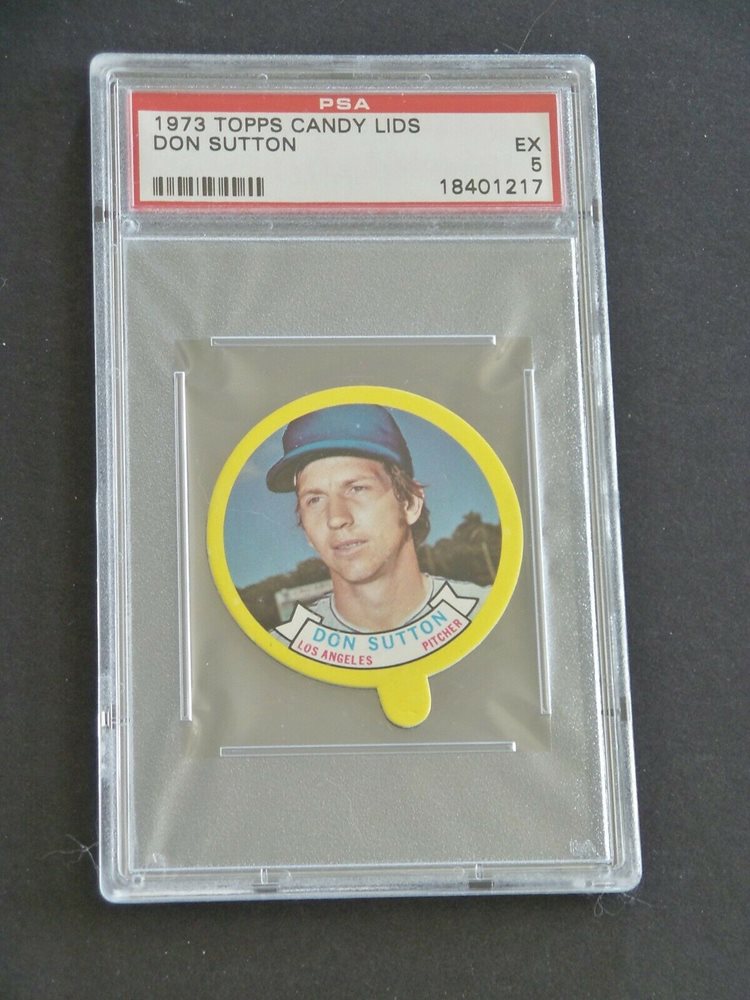 PSA
1973 TOPPS CANDY LIDS
DON SUTTON EX
5
18401217
DON SUTTON
LOS ANGELES PITCHER